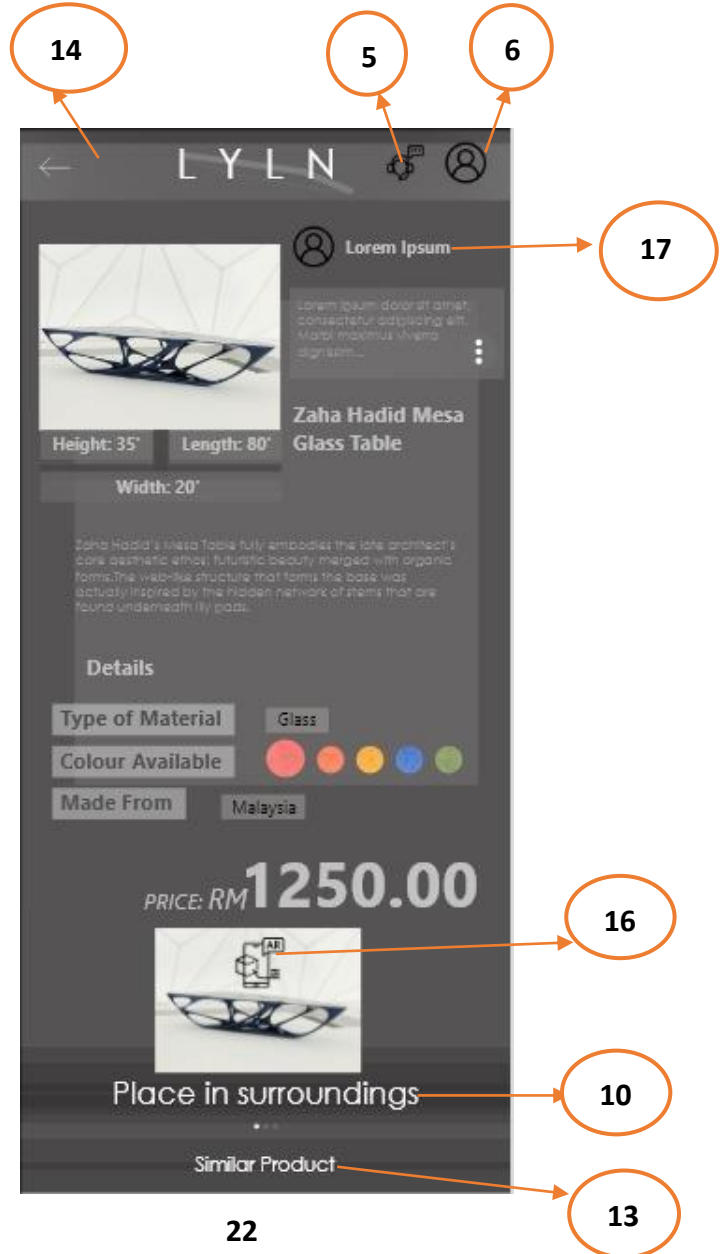 14
5
6
LYLN
Lorem Ipsum
17
Lorem ipsum dolor sit amet,
consectetur adipiscing elit.
Morbi maximus viverra
dignissim...
Zaha Hadid Mesa
Glass Table
Height: 35"
Length: 80"
Width: 20"
Zaha Hadid's Mesa Table fully embodies the late architect's
core aesthetic ethos; futuristic beauty merged with organic
forms.The web-like structure that forms the base was
actually inspired by the hidden network of stems that are
found underneath lily pads.
Details
Type of Material
Glass
Colour Available
Made From
Malaysia
PRICE: RM1250.00
AR
16
Place in surroundings
10
Similar Product
13
22